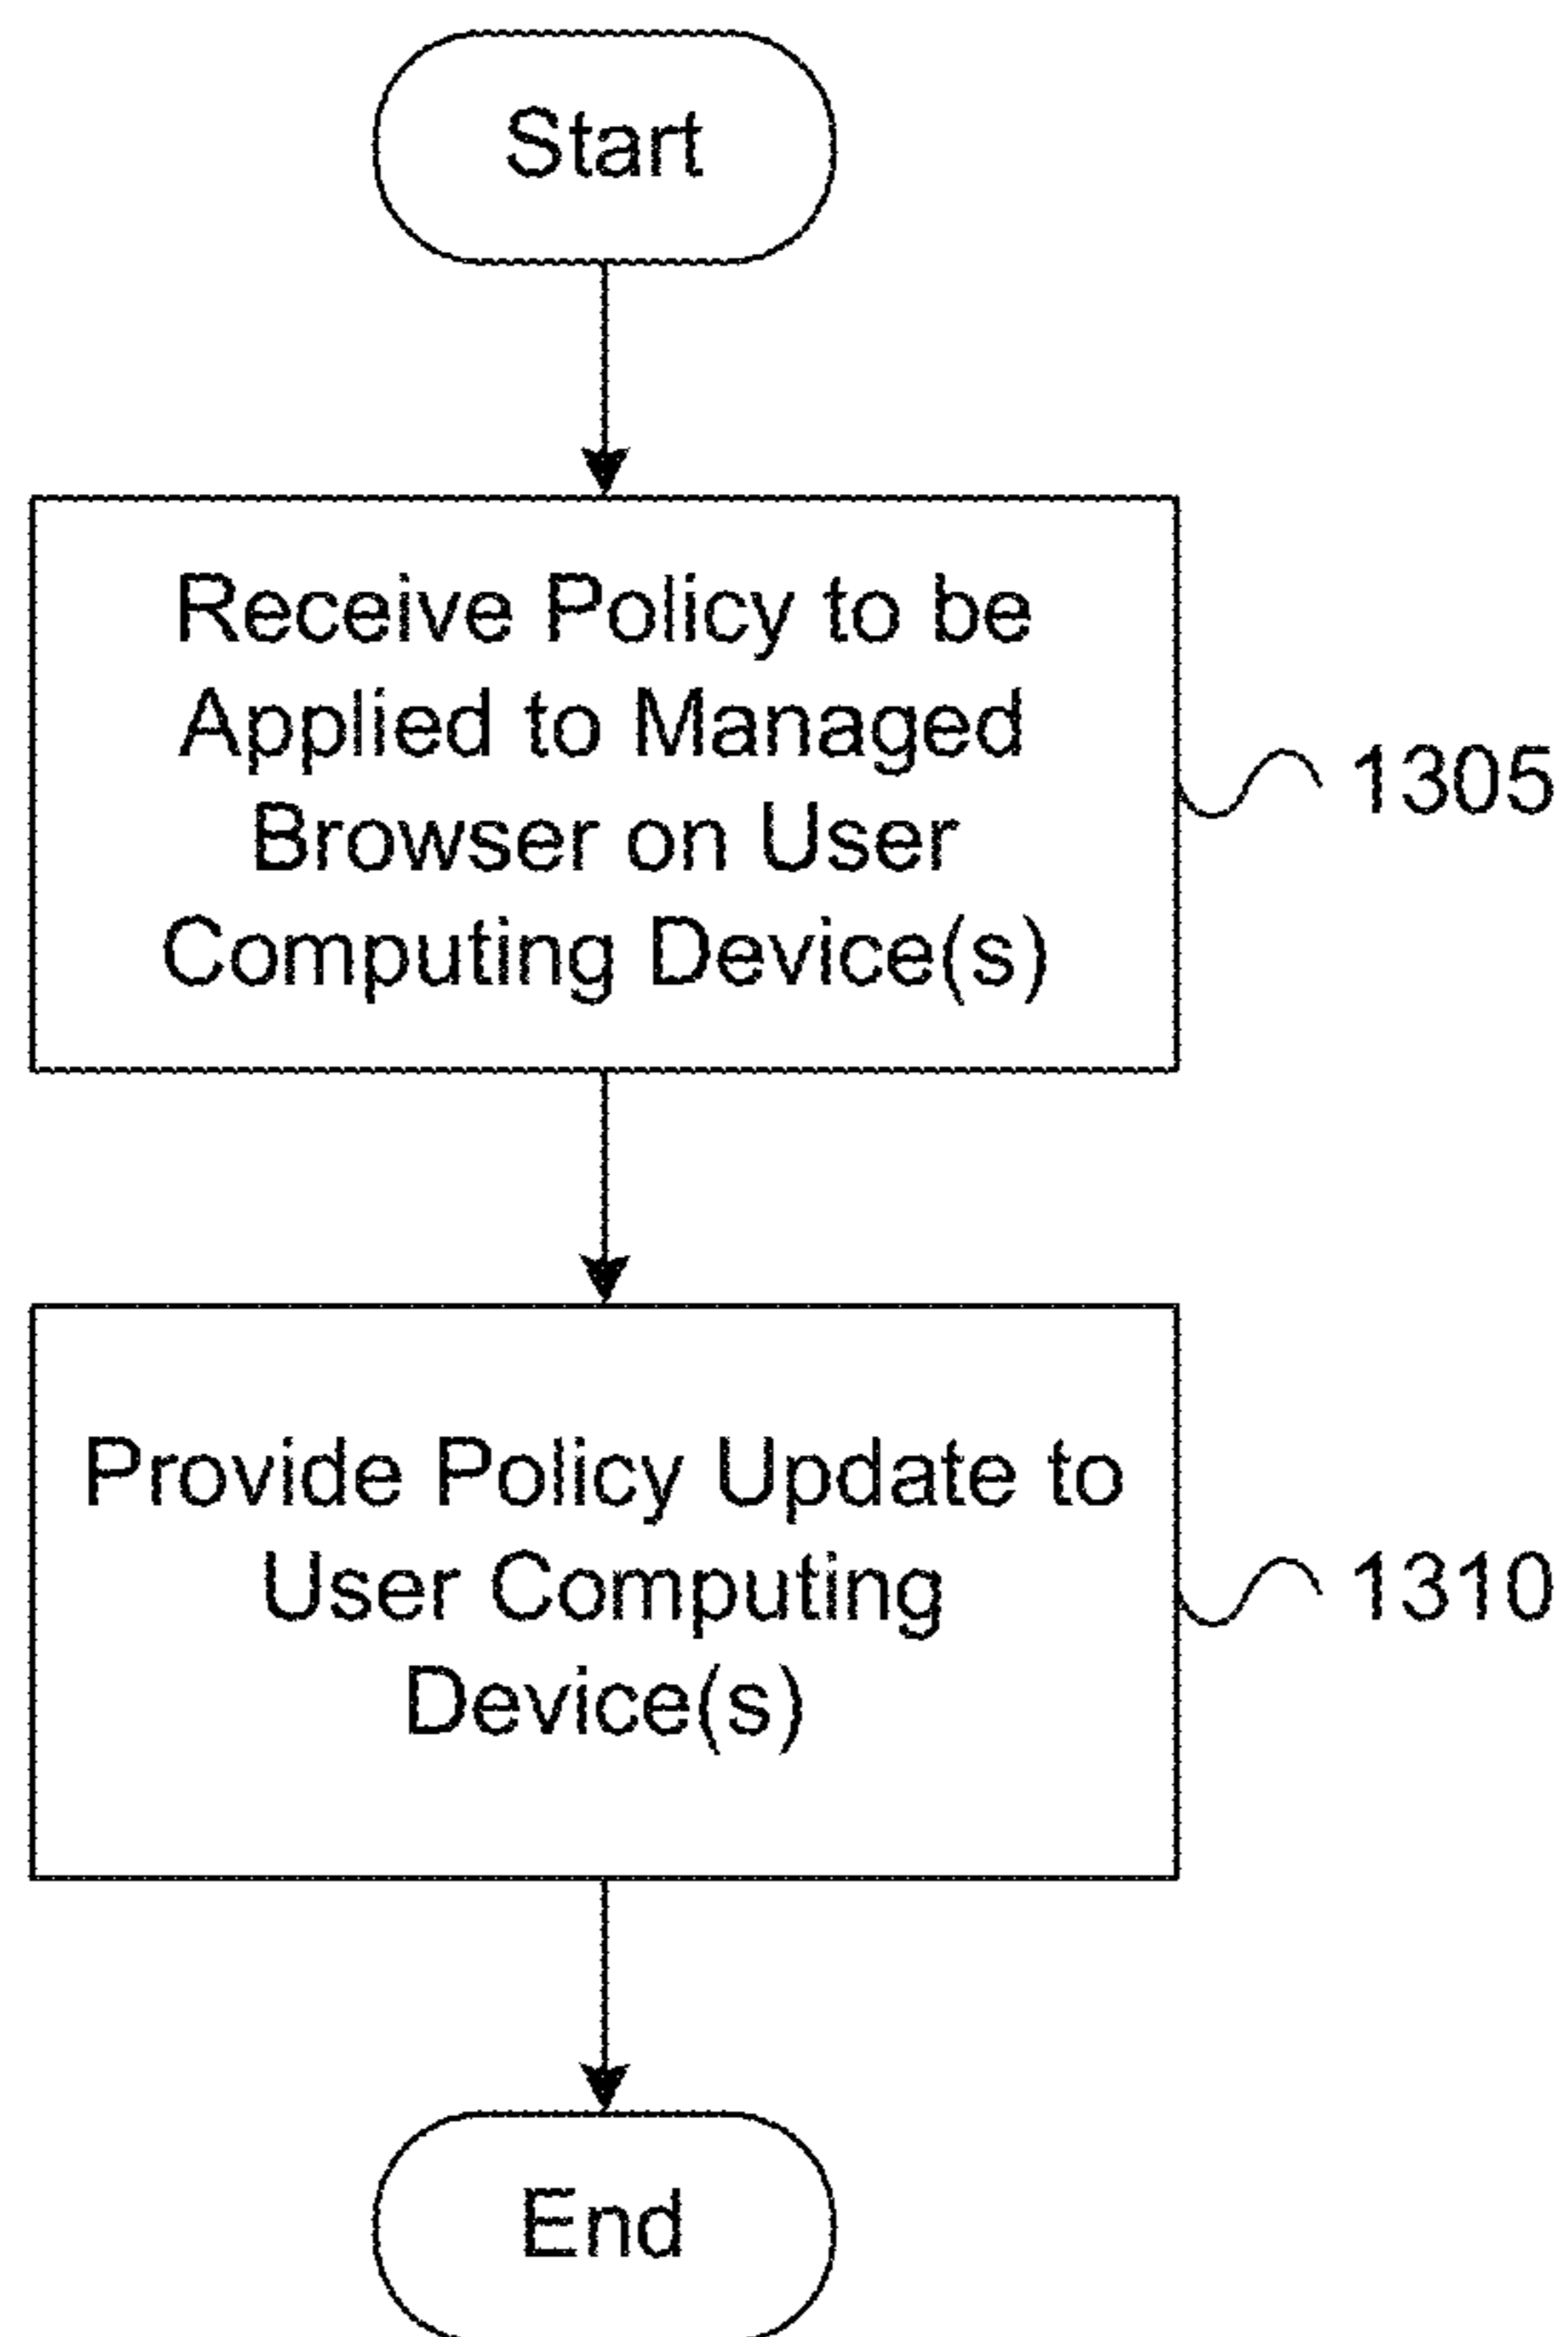 Start
Receive Policy to be
Applied to Managed
Browser on User
Computing Device(s)
1305
Provide Policy Update to
User Computing
Device(s)
1310
End